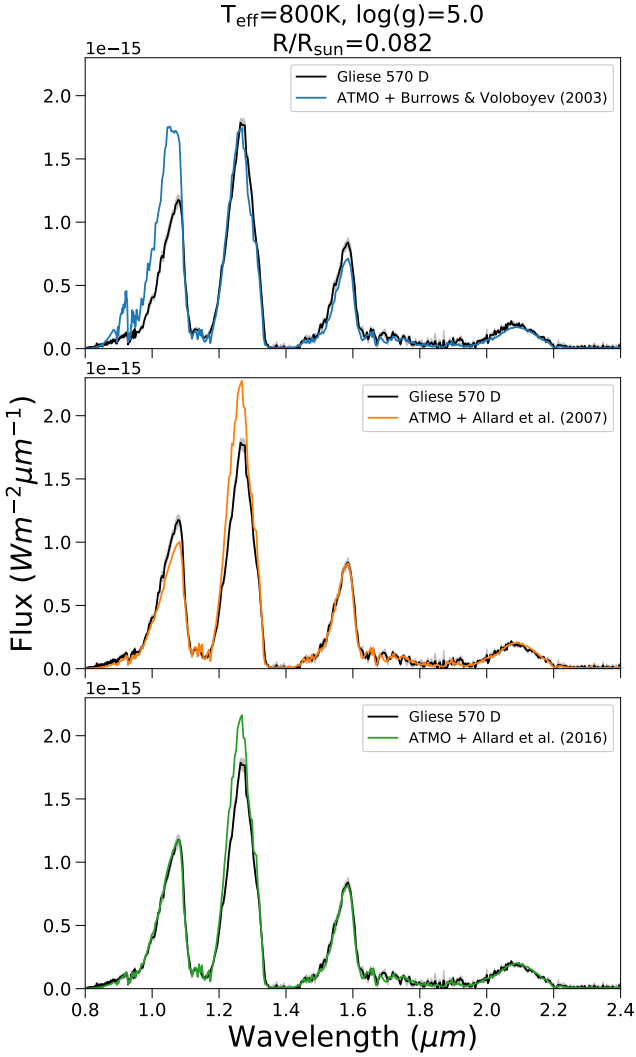 T_eff=800K, log(g)=5.0
R/R_sun=0.082
1e−15
Gliese 570 D
ATMO + Burrows & Voloboyev (2003)
2.0
1.5
1.0
0.5
0.0
1e−15
Gliese 570 D
ATMO + Allard et al. (2007)
2.0
1.5
1.0
0.5
0.0
Flux (Wm⁻²μm⁻¹)
1e−15
Gliese 570 D
ATMO + Allard et al. (2016)
2.0
1.5
1.0
0.5
0.0
0.8 1.0 1.2 1.4 1.6 1.8 2.0 2.2 2.4
Wavelength (μm)